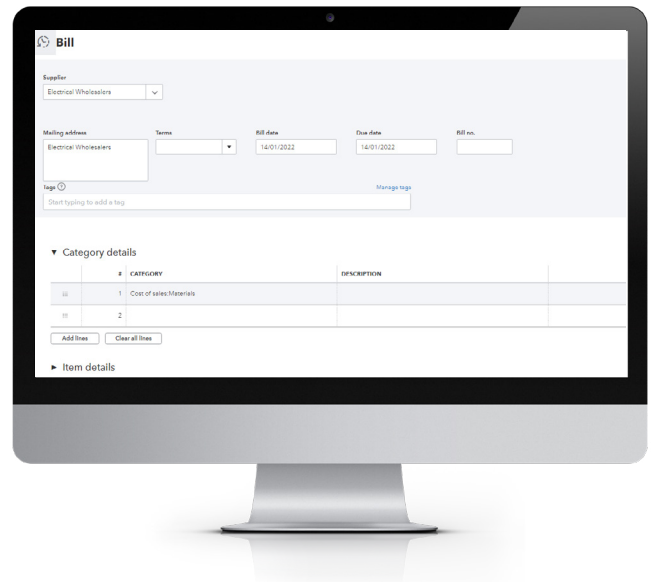 Bill
Supplier
Electrical Wholesalers
Mailing address Terms Bill date Due date Bill no.
Electrical Wholesalers 14/01/2022 14/01/2022
Tags ? Manage tags
Start typing to add a tag
Category details
# CATEGORY DESCRIPTION
1 Cost of sales:Materials
2
Add lines Clear all lines
Item details